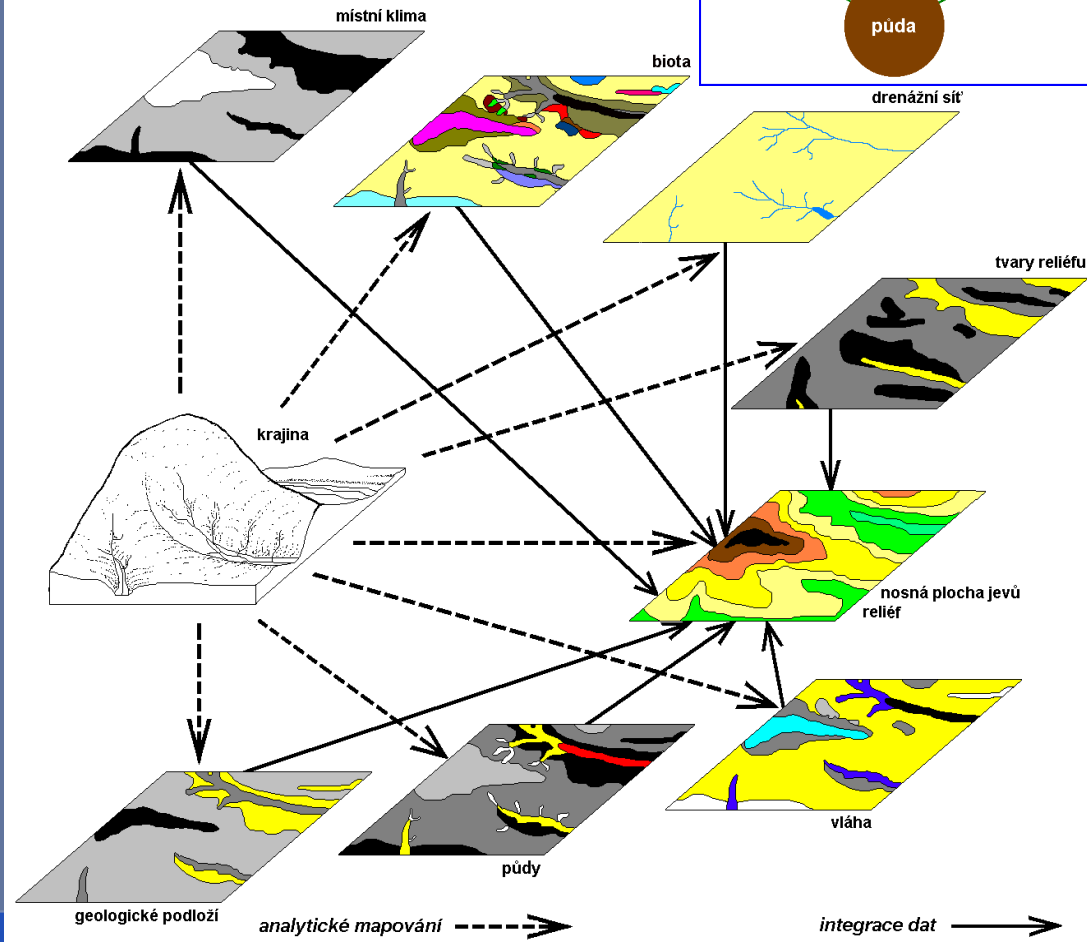 místní klima
půda
biota
drenážní síť
tvary reliéfu
krajina
nosná plocha jevů
reliéf
vláha
půdy
geologické podloží
analytické mapování
integrace dat